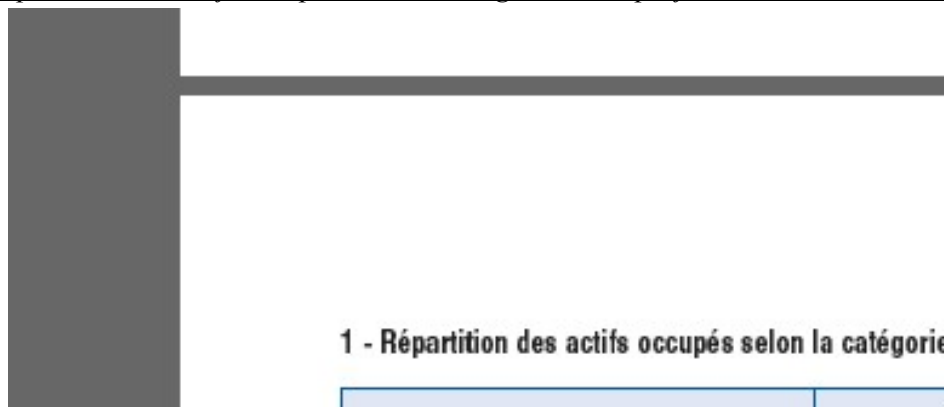 1 - Répartition des actifs occupés selon la catégorie